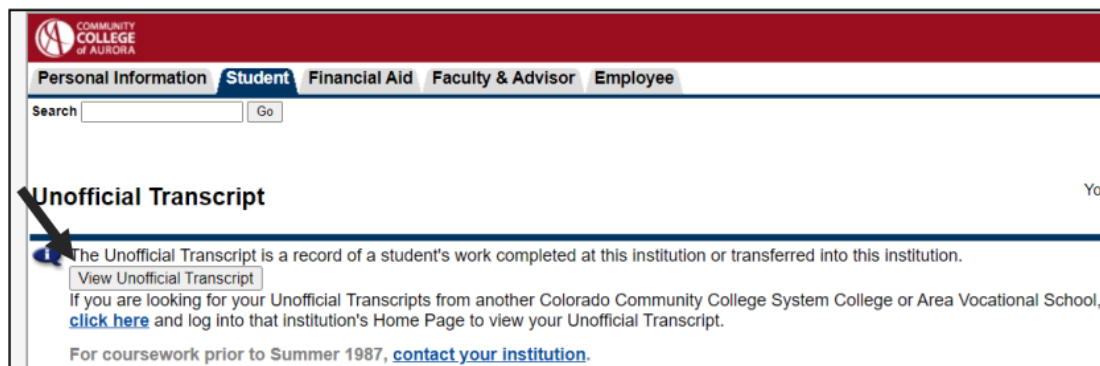 COMMUNITY
COLLEGE
of AURORA
Personal Information Student Financial Aid Faculty & Advisor Employee
Search Go
Unofficial Transcript
The Unofficial Transcript is a record of a student's work completed at this institution or transferred into this institution.
View Unofficial Transcript
If you are looking for your Unofficial Transcripts from another Colorado Community College System College or Area Vocational School,
click here and log into that institution's Home Page to view your Unofficial Transcript.
For coursework prior to Summer 1987, contact your institution.